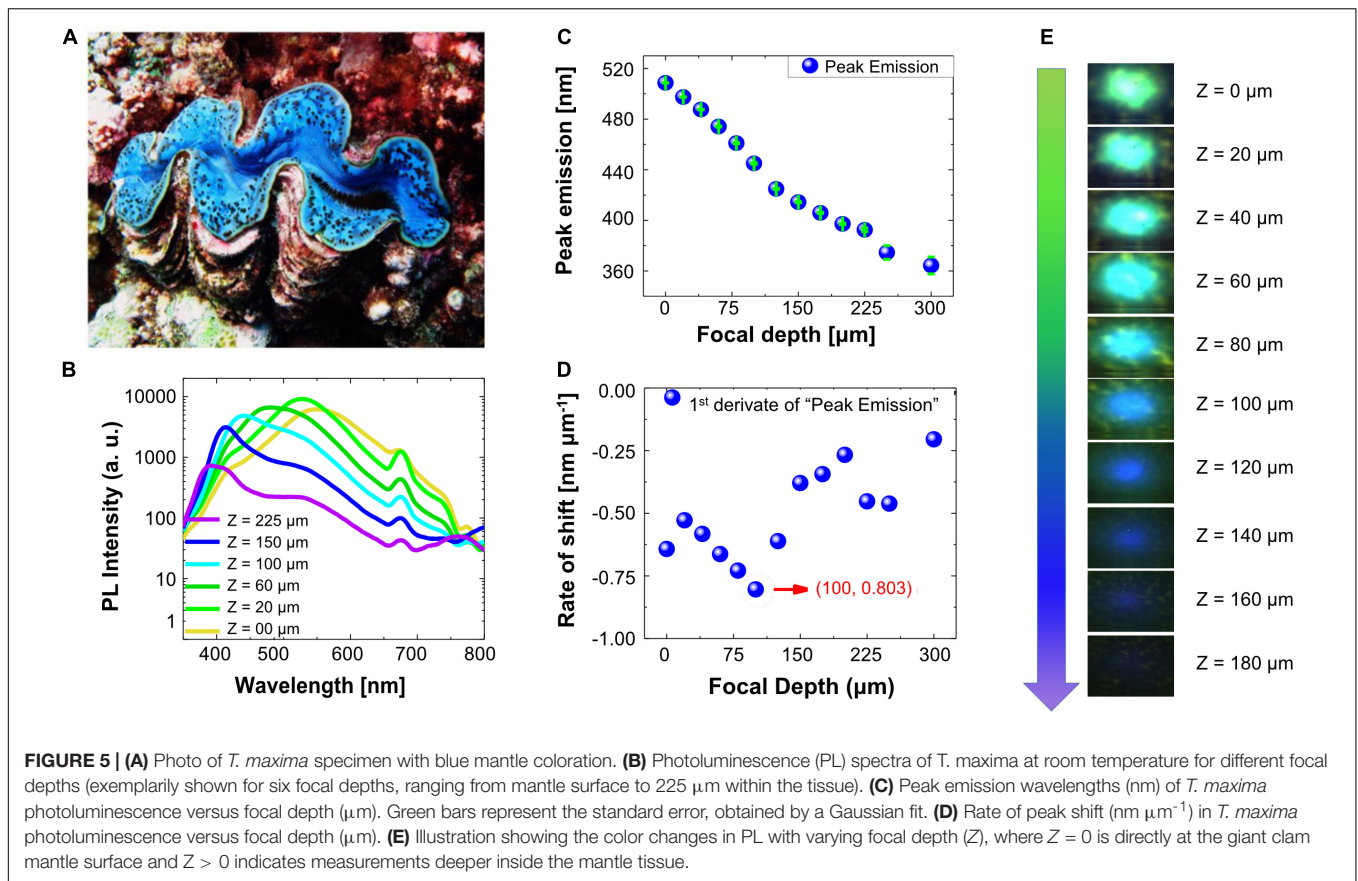 A
B
PL Intensity (a. u.)
10000
1000
100
10
1
Z = 225 µm
Z = 150 µm
Z = 100 µm
Z = 60 µm
Z = 20 µm
Z = 00 µm
400 500 600 700 800
Wavelength [nm]
C
Peak emission [nm]
520
480
440
400
360
Peak Emission
0 75 150 225 300
Focal depth [µm]
D
Rate of shift [nm µm⁻¹]
0.00
-0.25
-0.50
-0.75
-1.00
1st derivate of "Peak Emission"
(100, 0.803)
0 75 150 225 300
Focal Depth (µm)
E
Z = 0 µm
Z = 20 µm
Z = 40 µm
Z = 60 µm
Z = 80 µm
Z = 100 µm
Z = 120 µm
Z = 140 µm
Z = 160 µm
Z = 180 µm
FIGURE 5 | (A) Photo of T. maxima specimen with blue mantle coloration. (B) Photoluminescence (PL) spectra of T. maxima at room temperature for different focal
depths (exemplarily shown for six focal depths, ranging from mantle surface to 225 µm within the tissue). (C) Peak emission wavelengths (nm) of T. maxima
photoluminescence versus focal depth (µm). Green bars represent the standard error, obtained by a Gaussian fit. (D) Rate of peak shift (nm µm⁻¹) in T. maxima
photoluminescence versus focal depth (µm). (E) Illustration showing the color changes in PL with varying focal depth (Z), where Z = 0 is directly at the giant clam
mantle surface and Z > 0 indicates measurements deeper inside the mantle tissue.